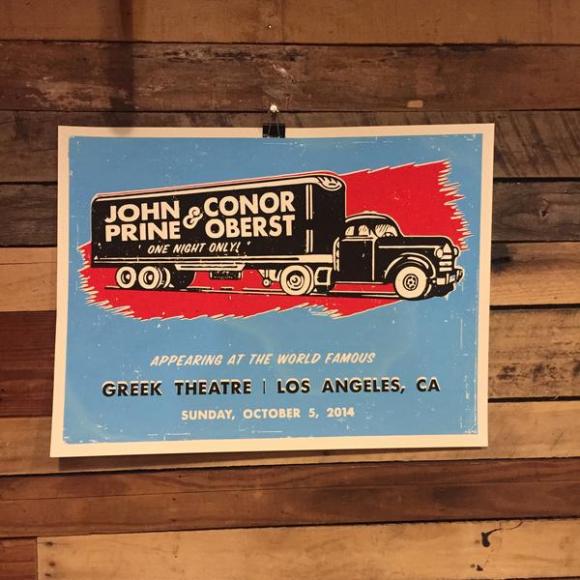 JOHN PRINE & CONOR OBERST
"ONE NIGHT ONLY!"
APPEARING AT THE WORLD FAMOUS
GREEK THEATRE | LOS ANGELES, CA
SUNDAY, OCTOBER 5, 2014